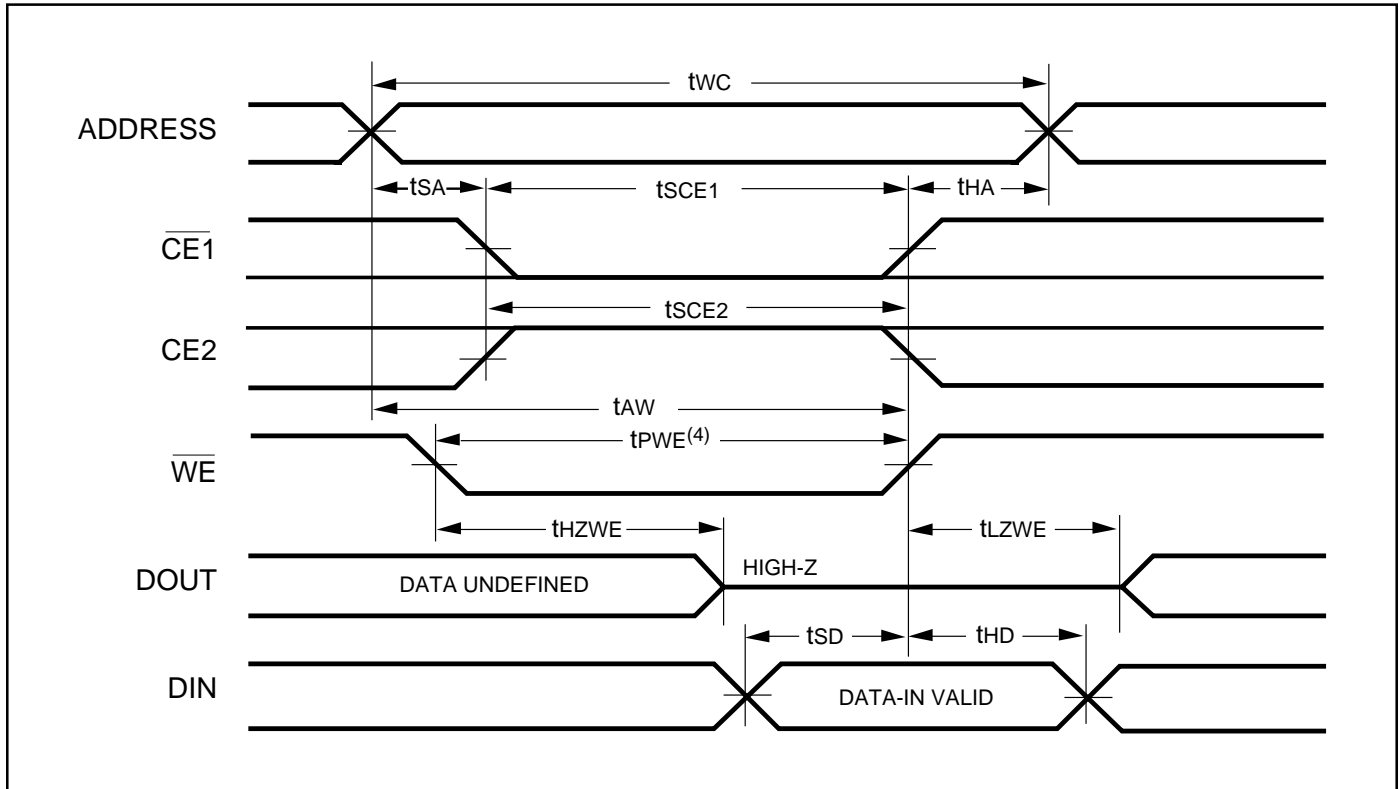 tWC
ADDRESS
tSA
tSCE1
tHA
CE1
tSCE2
CE2
tAW
tPWE(4)
WE
tHZWE
tLZWE
DOUT
DATA UNDEFINED
HIGH-Z
tSD
tHD
DIN
DATA-IN VALID